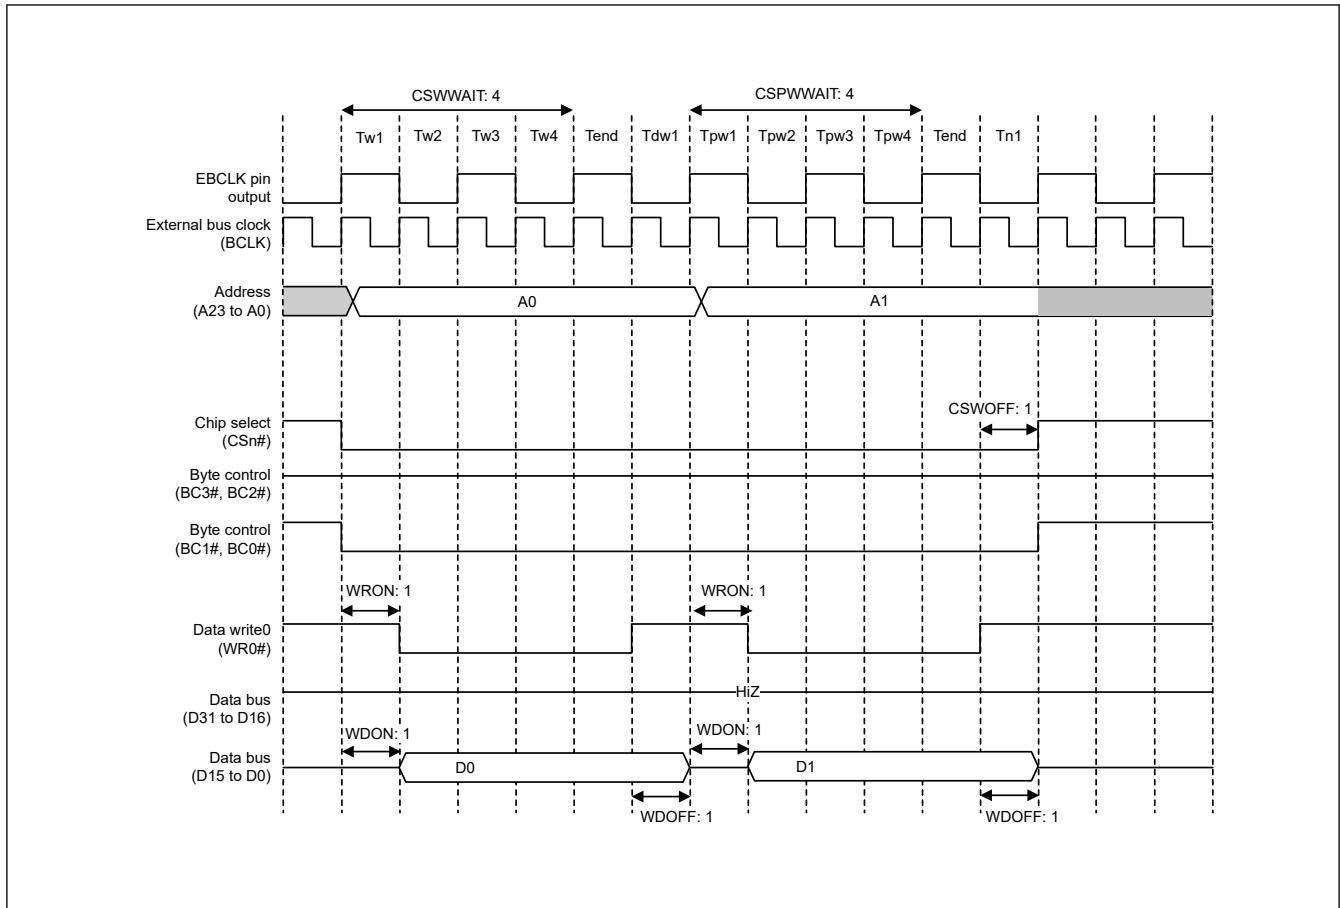 CSWWAIT: 4
CSPWWAIT: 4
Tw1 Tw2 Tw3 Tw4 Tend Tdw1 Tpw1 Tpw2 Tpw3 Tpw4 Tend Tn1
EBCLK pin
output
External bus clock
(BCLK)
Address
(A23 to A0)
A0
A1
CSWOFF: 1
Chip select
(CSn#)
Byte control
(BC3#, BC2#)
Byte control
(BC1#, BC0#)
WRON: 1
WRON: 1
Data write0
(WR0#)
HiZ
Data bus
(D31 to D16)
WDON: 1
WDON: 1
Data bus
(D15 to D0)
D0
D1
WDOFF: 1
WDOFF: 1